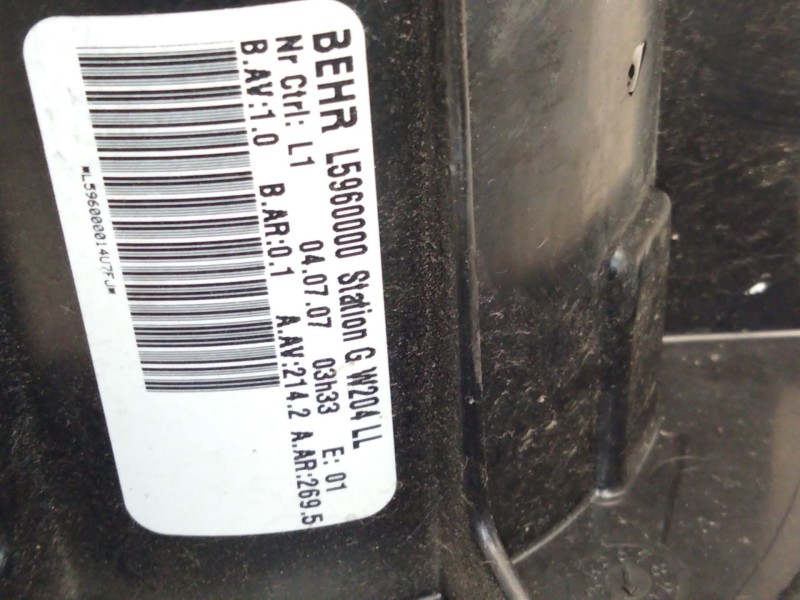 BEHR L5960000 Station G W204 LL
Nr Ctrl: L1 04.07.07 03h33 E: 01
B.AV:1.0 B.AR:0.1 A.AV:214.2 A.AR:269.5
*L596000014U7FJ*